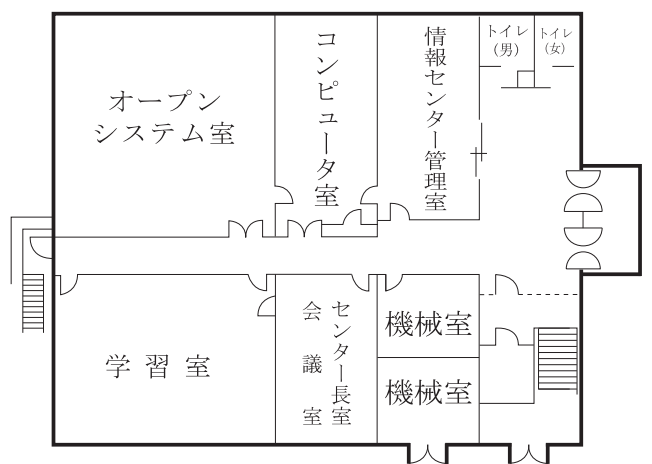 オープン
システム室
コンピュータ室
情報センター管理室
トイレ
(男)
トイレ
(女)
学習室
センター長室
会議室
機械室
機械室